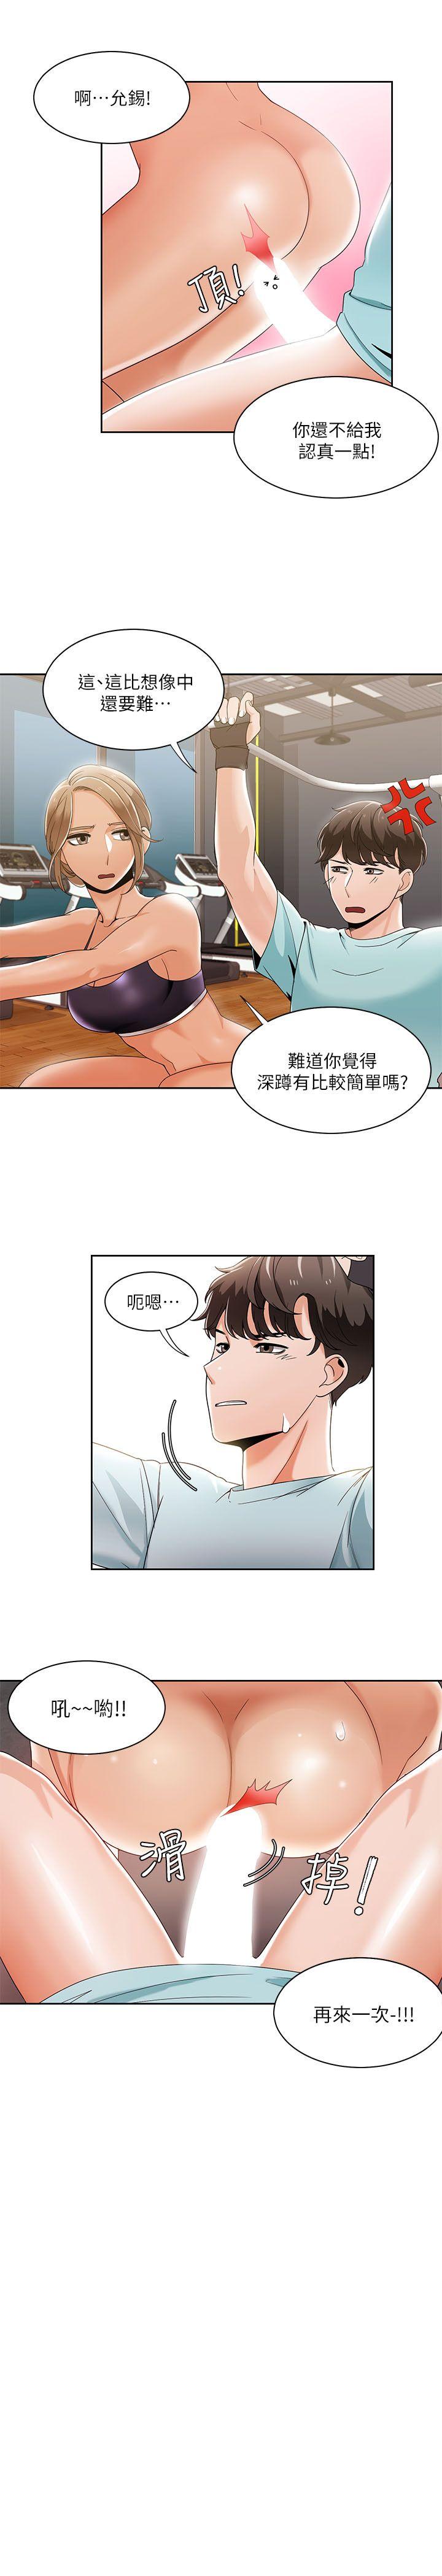 啊…允錫!
頂!
你還不給我
認真一點!
這、這比想像中
還要難…
難道你覺得
深蹲有比較簡單嗎?
呃嗯…
吼~~喲!!
滑掉!
再來一次-!!!